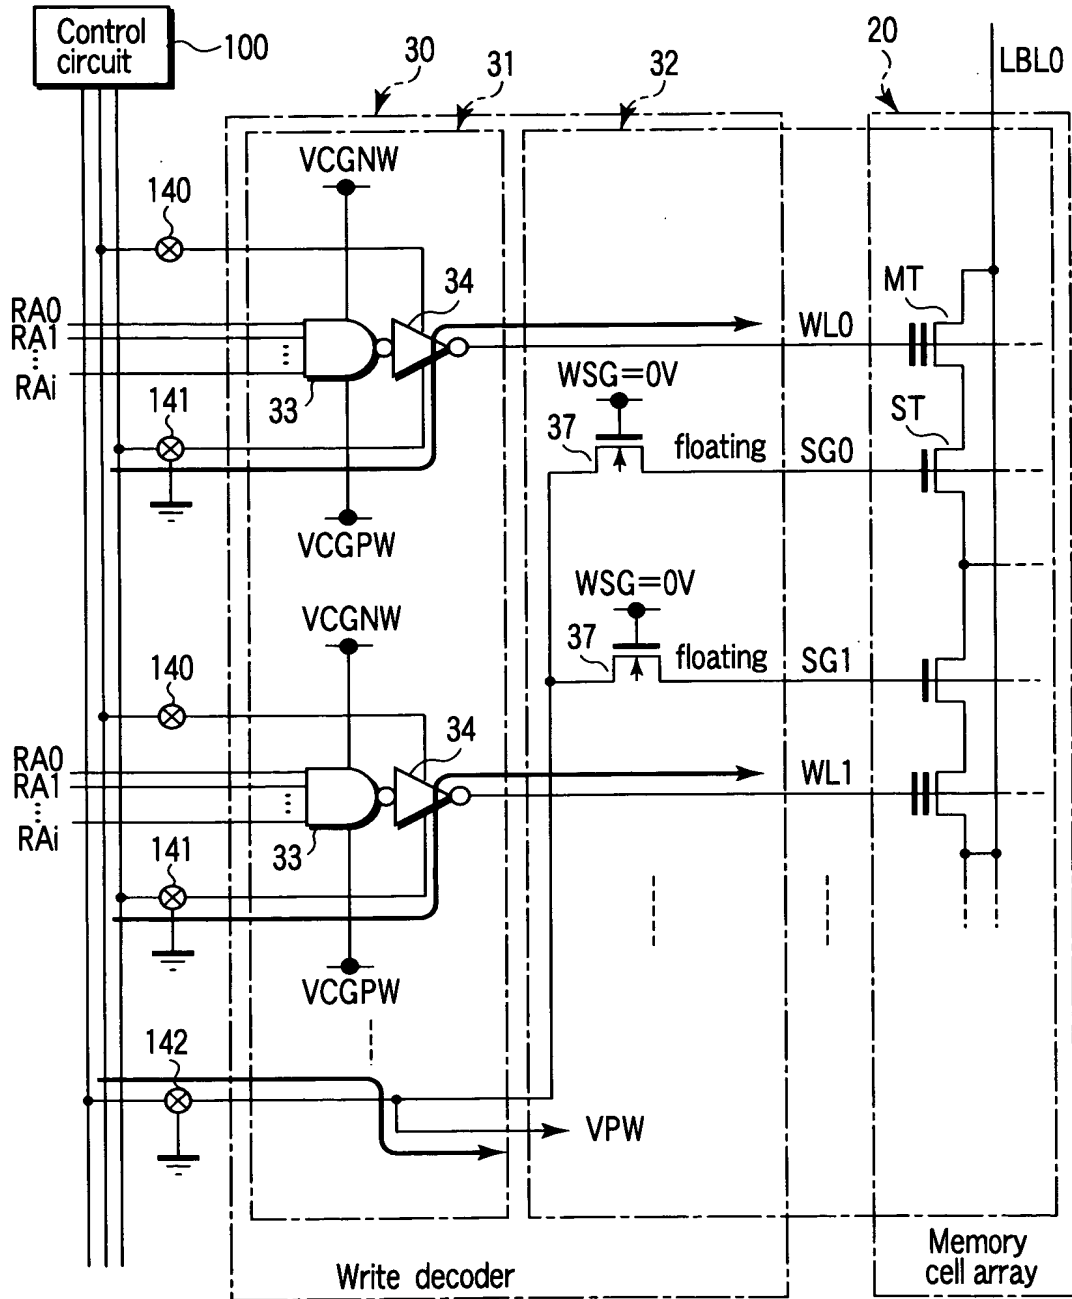 Control
circuit
100
30
31
32
20
LBL0
VCGNW
140
34
MT
RA0
RA1
RAi
WL0
33
WSG=0V
ST
141
37
floating
SG0
VCGPW
WSG=0V
VCGNW
37
floating
SG1
140
34
RA0
RA1
RAi
WL1
33
141
VCGPW
142
VPW
Write decoder
Memory
cell array